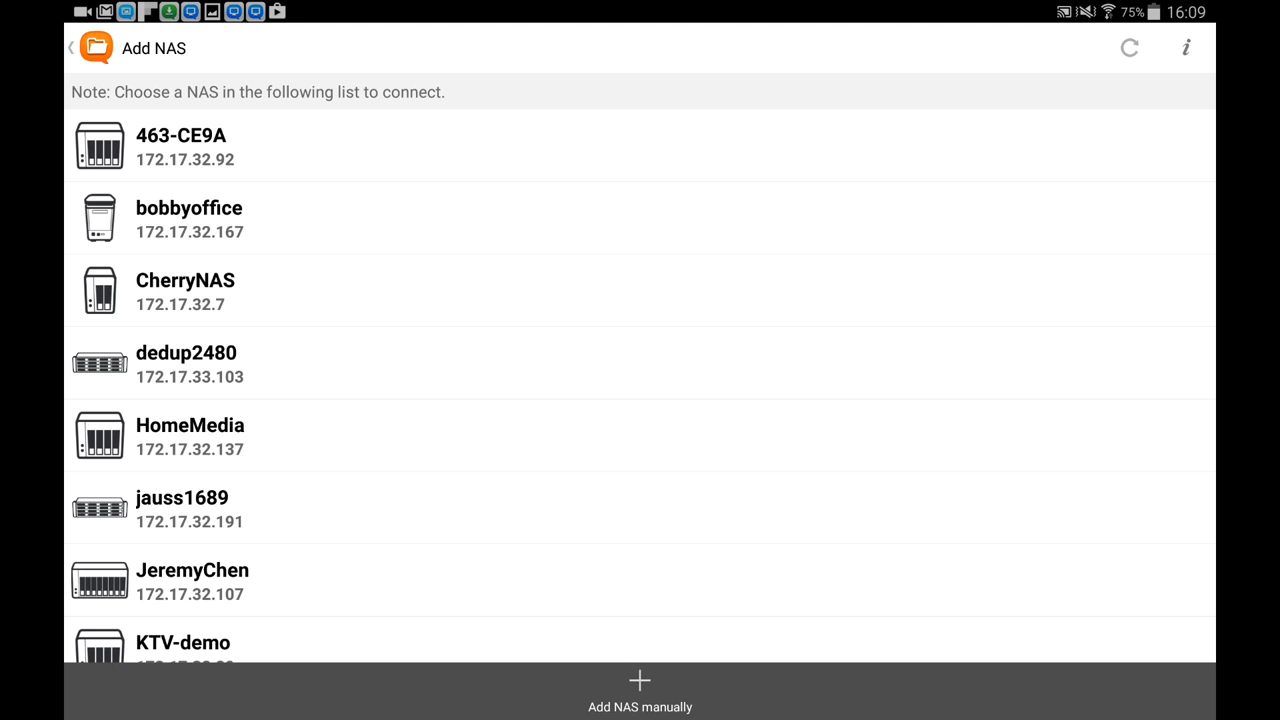 75% 16:09
Add NAS
Note: Choose a NAS in the following list to connect.
463-CE9A
172.17.32.92
bobbyoffice
172.17.32.167
CherryNAS
172.17.32.7
dedup2480
172.17.33.103
HomeMedia
172.17.32.137
jauss1689
172.17.32.191
JeremyChen
172.17.32.107
KTV-demo
Add NAS manually